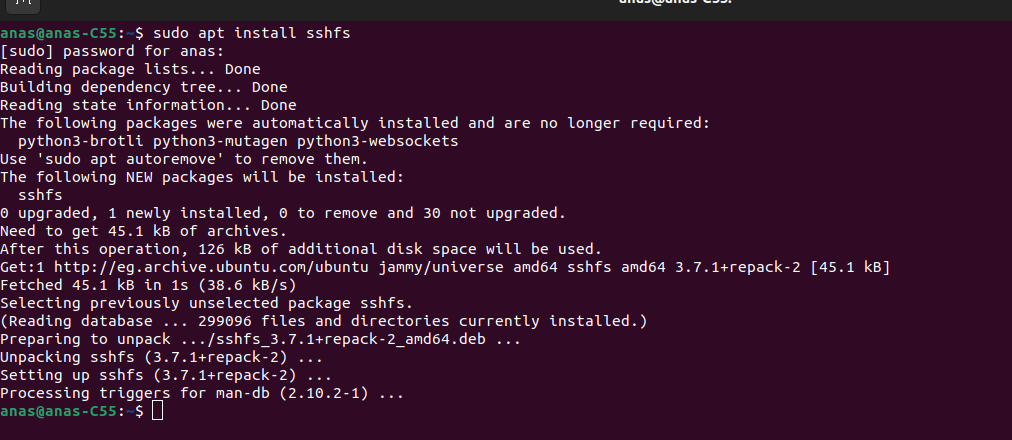 anas@anas-C55:
anas@anas-C55:~$ sudo apt install sshfs
[sudo] password for anas:
Reading package lists... Done
Building dependency tree... Done
Reading state information... Done
The following packages were automatically installed and are no longer required:
  python3-brotli python3-mutagen python3-websockets
Use 'sudo apt autoremove' to remove them.
The following NEW packages will be installed:
  sshfs
0 upgraded, 1 newly installed, 0 to remove and 30 not upgraded.
Need to get 45.1 kB of archives.
After this operation, 126 kB of additional disk space will be used.
Get:1 http://eg.archive.ubuntu.com/ubuntu jammy/universe amd64 sshfs amd64 3.7.1+repack-2 [45.1 kB]
Fetched 45.1 kB in 1s (38.6 kB/s)
Selecting previously unselected package sshfs.
(Reading database ... 299096 files and directories currently installed.)
Preparing to unpack .../sshfs_3.7.1+repack-2_amd64.deb ...
Unpacking sshfs (3.7.1+repack-2) ...
Setting up sshfs (3.7.1+repack-2) ...
Processing triggers for man-db (2.10.2-1) ...
anas@anas-C55:~$